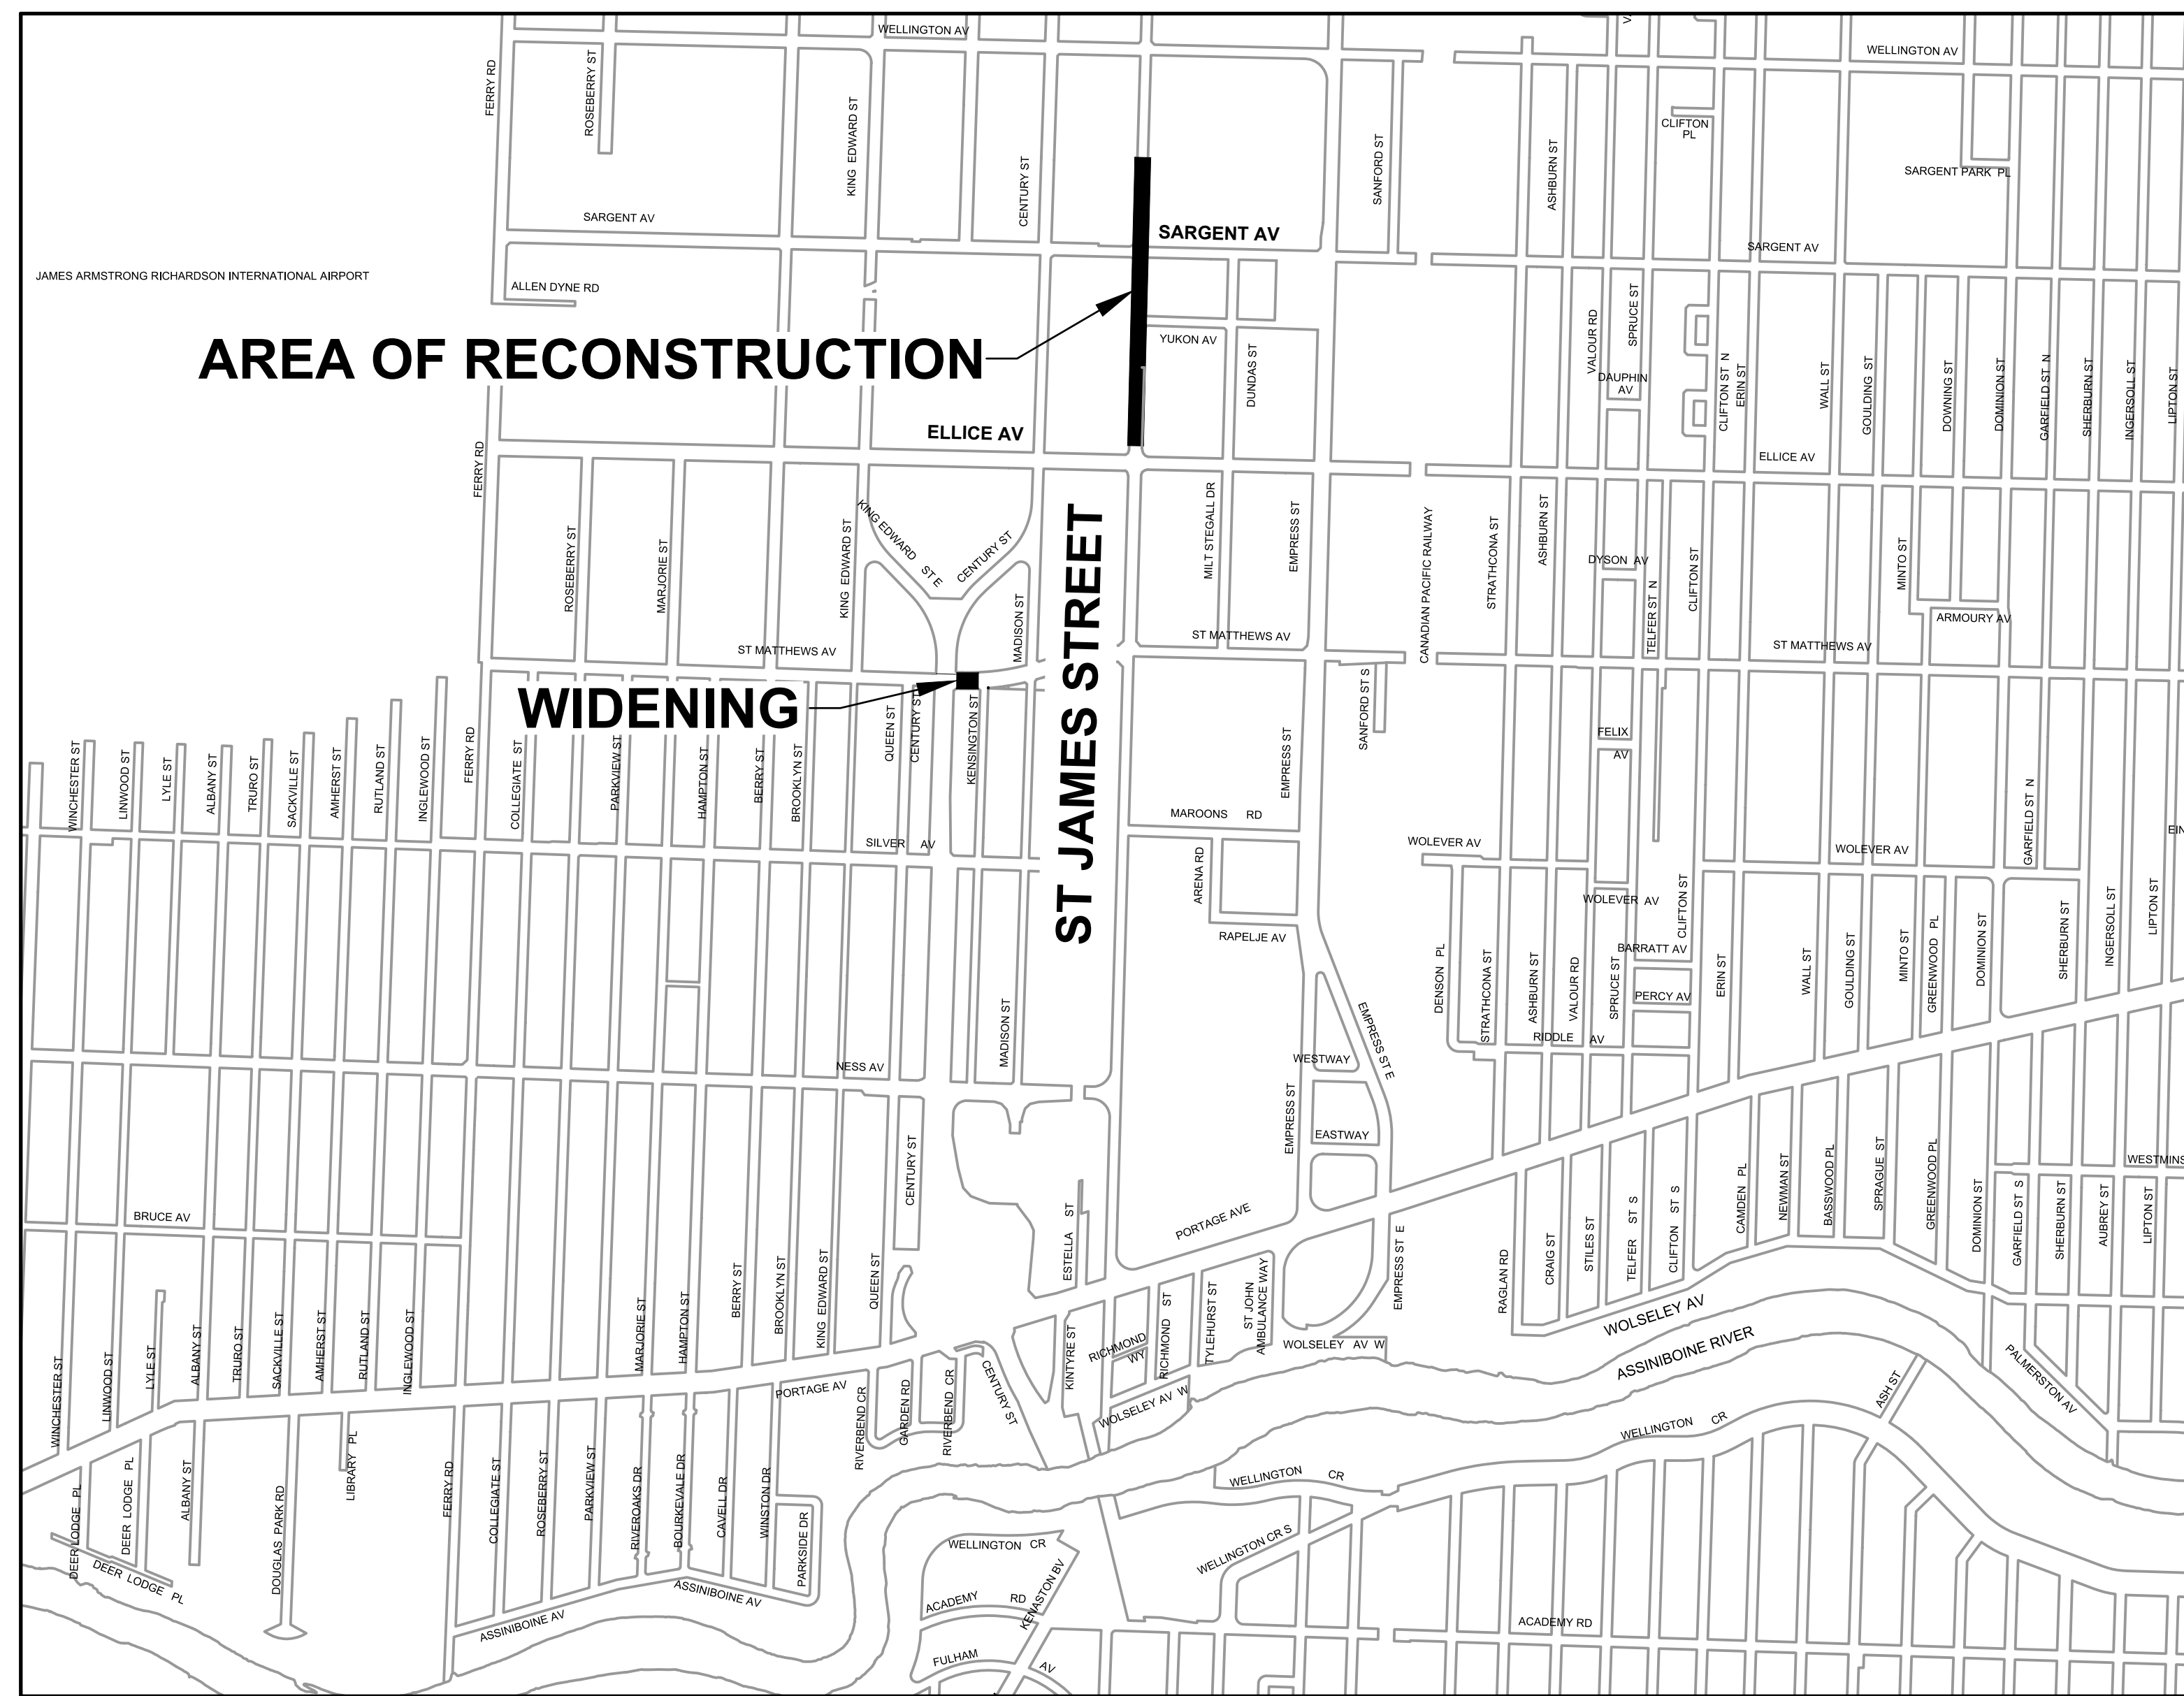 WELLINGTON AV
WELLINGTON AV
FERRY RD
ROSEBERRY ST
KING EDWARD ST
CENTURY ST
SANFORD ST
ASHBURN ST
CLIFTON
PL
SARGENT PARK PL
SARGENT AV
SARGENT AV
SARGENT AV
JAMES ARMSTRONG RICHARDSON INTERNATIONAL AIRPORT
ALLEN DYNE RD
AREA OF RECONSTRUCTION
YUKON AV
DUNDAS ST
VALOUR RD
SPRUCE ST
DAUPHIN
AV
CLIFTON ST N
ERIN ST
WALL ST
GOULDING ST
DOWNING ST
DOMINION ST
GARFIELD ST N
SHERBURN ST
INGERSOLL ST
LIPTON ST
ELLICE AV
ELLICE AV
FERRY RD
ROSEBERRY ST
MARJORIE ST
KING EDWARD ST
KING EDWARD ST E
CENTURY ST
MADISON ST
ST JAMES STREET
MILT STEGALL DR
EMPRESS ST
CANADIAN PACIFIC RAILWAY
STRATHCONA ST
ASHBURN ST
DYSON AV
TELFER ST N
CLIFTON ST
MINTO ST
ARMOURY AV
ST MATTHEWS AV
ST MATTHEWS AV
ST MATTHEWS AV
WIDENING
QUEEN ST
CENTURY ST
KENSINGTON ST
EMPRESS ST
SANFORD ST S
FELIX
AV
WINCHESTER ST
LINWOOD ST
LYLE ST
ALBANY ST
TRURO ST
SACKVILLE ST
AMHERST ST
RUTLAND ST
INGLEWOOD ST
FERRY RD
COLLEGIATE ST
PARKVIEW ST
HAMPTON ST
BERRY ST
BROOKLYN ST
SILVER AV
MAROONS RD
ARENA RD
RAPELJE AV
WOLEVER AV
WOLEVER AV
WOLEVER AV
GARFIELD ST N
CLIFTON ST
BARRATT AV
PERCY AV
RIDDLE AV
DENSON PL
STRATHCONA ST
ASHBURN ST
VALOUR RD
SPRUCE ST
ERIN ST
WALL ST
GOULDING ST
MINTO ST
GREENWOOD PL
DOMINION ST
SHERBURN ST
INGERSOLL ST
LIPTON ST
MADISON ST
NESS AV
WESTWAY
EMPRESS ST E
EMPRESS ST
EASTWAY
CENTURY ST
BRUCE AV
ESTELLA ST
PORTAGE AVE
EMPRESS ST E
RAGLAN RD
CRAIG ST
STILES ST
TELFER ST S
CLIFTON ST S
CAMDEN PL
NEWMAN ST
BASSWOOD PL
SPRAGUE ST
GREENWOOD PL
DOMINION ST
GARFIELD ST S
SHERBURN ST
AUBREY ST
LIPTON ST
WESTMINS
WINCHESTER ST
LINWOOD ST
LYLE ST
ALBANY ST
TRURO ST
SACKVILLE ST
AMHERST ST
RUTLAND ST
INGLEWOOD ST
MARJORIE ST
HAMPTON ST
BERRY ST
BROOKLYN ST
KING EDWARD ST
QUEEN ST
KINTYRE ST
RICHMOND
WY
RICHMOND ST
TYLEHURST ST
ST JOHN
AMBULANCE WAY
WOLSELEY AV W
WOLSELEY AV W
WOLSELEY AV
ASSINIBOINE RIVER
PALMERSTON AV
ASH ST
PORTAGE AV
RIVERBEND CR
GARDEN RD
RIVERBEND CR
CENTURY ST
WELLINGTON CR
WELLINGTON CR
DEER LODGE PL
DEER LODGE PL
DEER LODGE PL
ALBANY ST
DOUGLAS PARK RD
LIBRARY PL
FERRY RD
COLLEGIATE ST
ROSEBERRY ST
PARKVIEW ST
RIVEROAKS DR
BOURKEVALE DR
CAVELL DR
WINSTON DR
PARKSIDE DR
ASSINIBOINE AV
ASSINIBOINE AV
WELLINGTON CR
WELLINGTON CR S
KENASTON BV
ACADEMY RD
ACADEMY RD
FULHAM AV